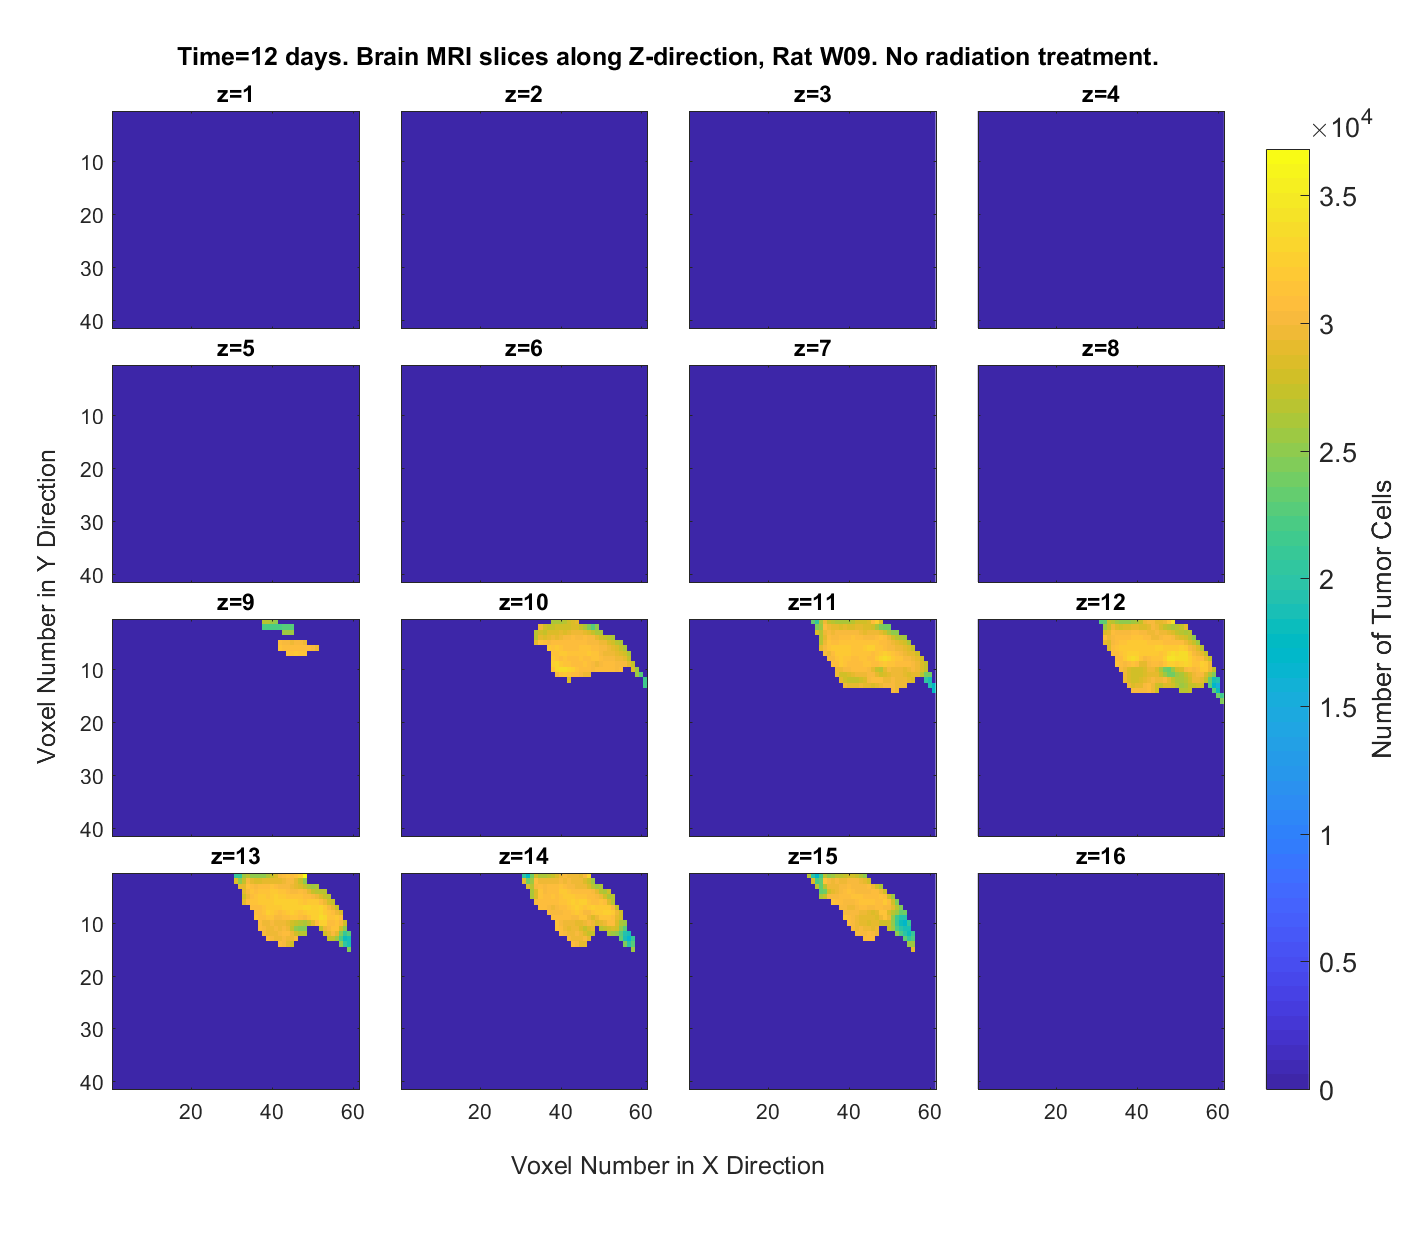 Time=12 days. Brain MRI slices along Z-direction, Rat W09. No radiation treatment.
z=1 z=2 z=3 z=4
×10^4
10
20
30
40
z=5 z=6 z=7 z=8
10
20
30
40
z=9 z=10 z=11 z=12
10
20
30
40
z=13 z=14 z=15 z=16
10
20
30
40
20 40 60 20 40 60 20 40 60 20 40 60
Voxel Number in X Direction
Voxel Number in Y Direction
3.5
3
2.5
2
1.5
1
0.5
0
Number of Tumor Cells